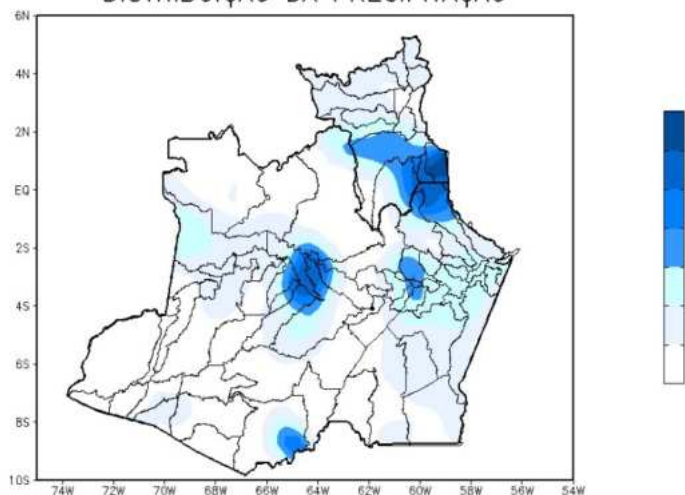 DISTRIBUIÇÃO DA PRECIPITAÇÃO
6N
4N
2N
EQ
2S
4S
6S
8S
10S
74W 72W 70W 68W 66W 64W 62W 60W 58W 56W 54W